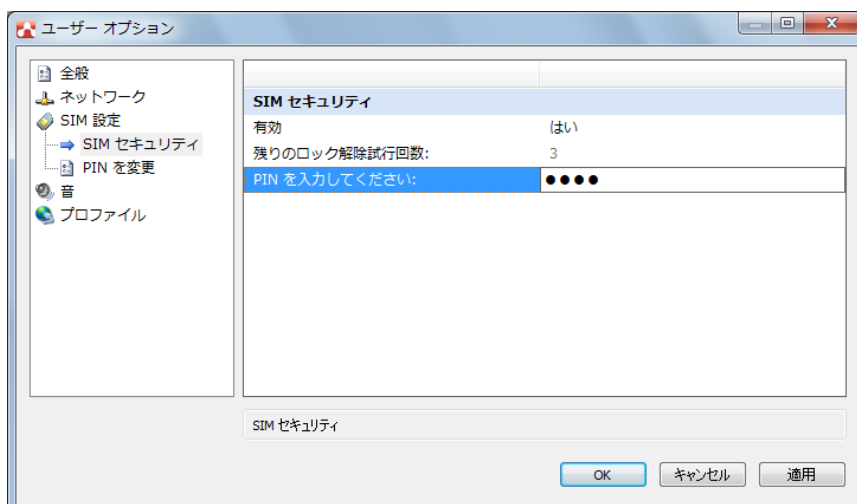 ユーザー オプション
全般
ネットワーク
SIM 設定
SIM セキュリティ
PIN を変更
音
プロファイル
SIM セキュリティ
有効 はい
残りのロック解除試行回数: 3
PIN を入力してください: ●●●●
SIM セキュリティ
OK キャンセル 適用